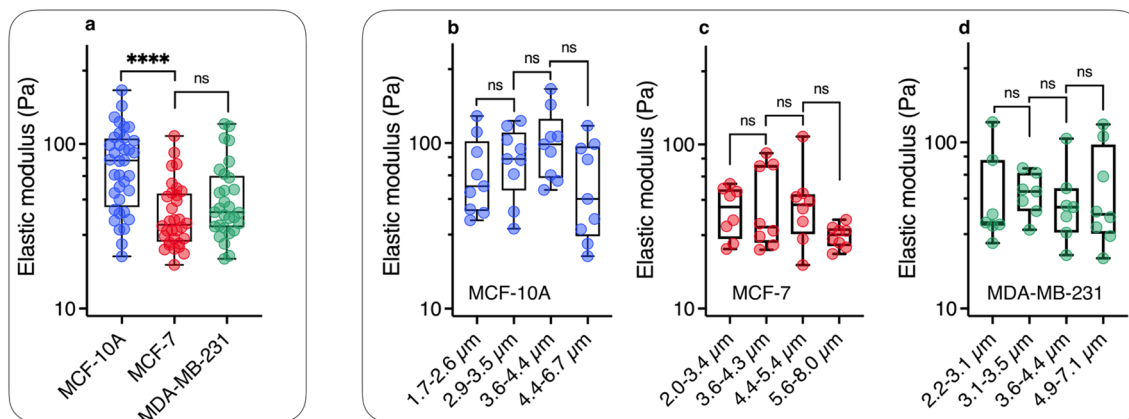 a
Elastic modulus (Pa)
100
10
****
ns
MCF-10A
MCF-7
MDA-MB-231
b
Elastic modulus (Pa)
100
10
ns
ns
ns
MCF-10A
1.7-2.6 µm
2.9-3.5 µm
3.6-4.4 µm
4.4-6.7 µm
c
Elastic modulus (Pa)
100
10
ns
ns
ns
MCF-7
2.0-3.4 µm
3.6-4.3 µm
4.4-5.4 µm
5.6-8.0 µm
d
Elastic modulus (Pa)
100
10
ns
ns
ns
MDA-MB-231
2.2-3.1 µm
3.1-3.5 µm
3.6-4.4 µm
4.9-7.1 µm